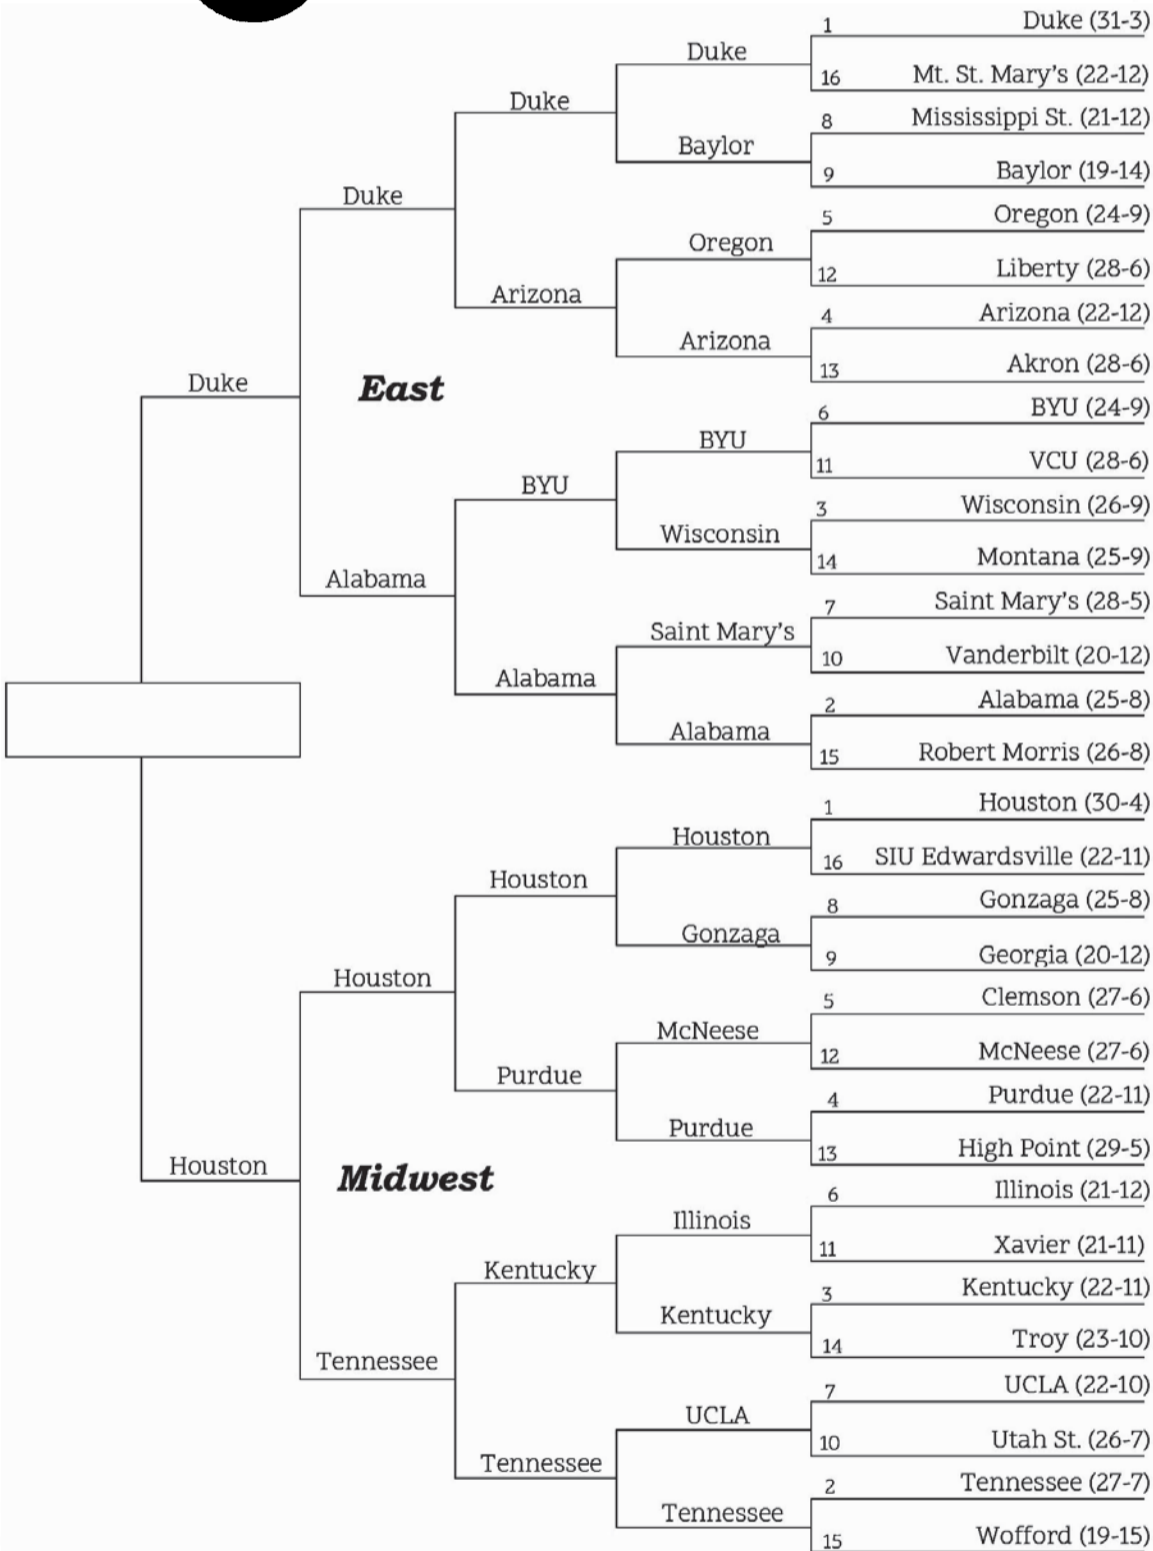 1 Duke (31-3)
Duke
16 Mt. St. Mary's (22-12)
Duke
8 Mississippi St. (21-12)
Baylor
9 Baylor (19-14)
Duke
5 Oregon (24-9)
Oregon
12 Liberty (28-6)
Arizona
4 Arizona (22-12)
Arizona
13 Akron (28-6)
Duke
East
6 BYU (24-9)
BYU
11 VCU (28-6)
BYU
3 Wisconsin (26-9)
Wisconsin
14 Montana (25-9)
Alabama
7 Saint Mary's (28-5)
Saint Mary's
10 Vanderbilt (20-12)
Alabama
2 Alabama (25-8)
Alabama
15 Robert Morris (26-8)
1 Houston (30-4)
Houston
16 SIU Edwardsville (22-11)
Houston
8 Gonzaga (25-8)
Gonzaga
9 Georgia (20-12)
Houston
5 Clemson (27-6)
McNeese
12 McNeese (27-6)
Purdue
4 Purdue (22-11)
Purdue
13 High Point (29-5)
Houston
Midwest
6 Illinois (21-12)
Illinois
11 Xavier (21-11)
Kentucky
3 Kentucky (22-11)
Kentucky
14 Troy (23-10)
Tennessee
7 UCLA (22-10)
UCLA
10 Utah St. (26-7)
Tennessee
2 Tennessee (27-7)
Tennessee
15 Wofford (19-15)